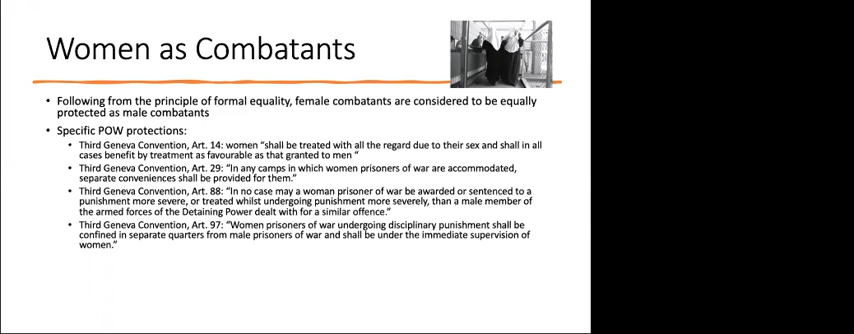 Women as Combatants
• Following from the principle of formal equality, female combatants are considered to be equally
protected as male combatants
• Specific POW protections:
• Third Geneva Convention, Art. 14: women “shall be treated with all the regard due to their sex and shall in all
cases benefit by treatment as favourable as that granted to men “
• Third Geneva Convention, Art. 29: “In any camps in which women prisoners of war are accommodated,
separate conveniences shall be provided for them.”
• Third Geneva Convention, Art. 88: “In no case may a woman prisoner of war be awarded or sentenced to a
punishment more severe, or treated whilst undergoing punishment more severely, than a male member of
the armed forces of the Detaining Power dealt with for a similar offence.”
• Third Geneva Convention, Art. 97: “Women prisoners of war undergoing disciplinary punishment shall be
confined in separate quarters from male prisoners of war and shall be under the immediate supervision of
women.”